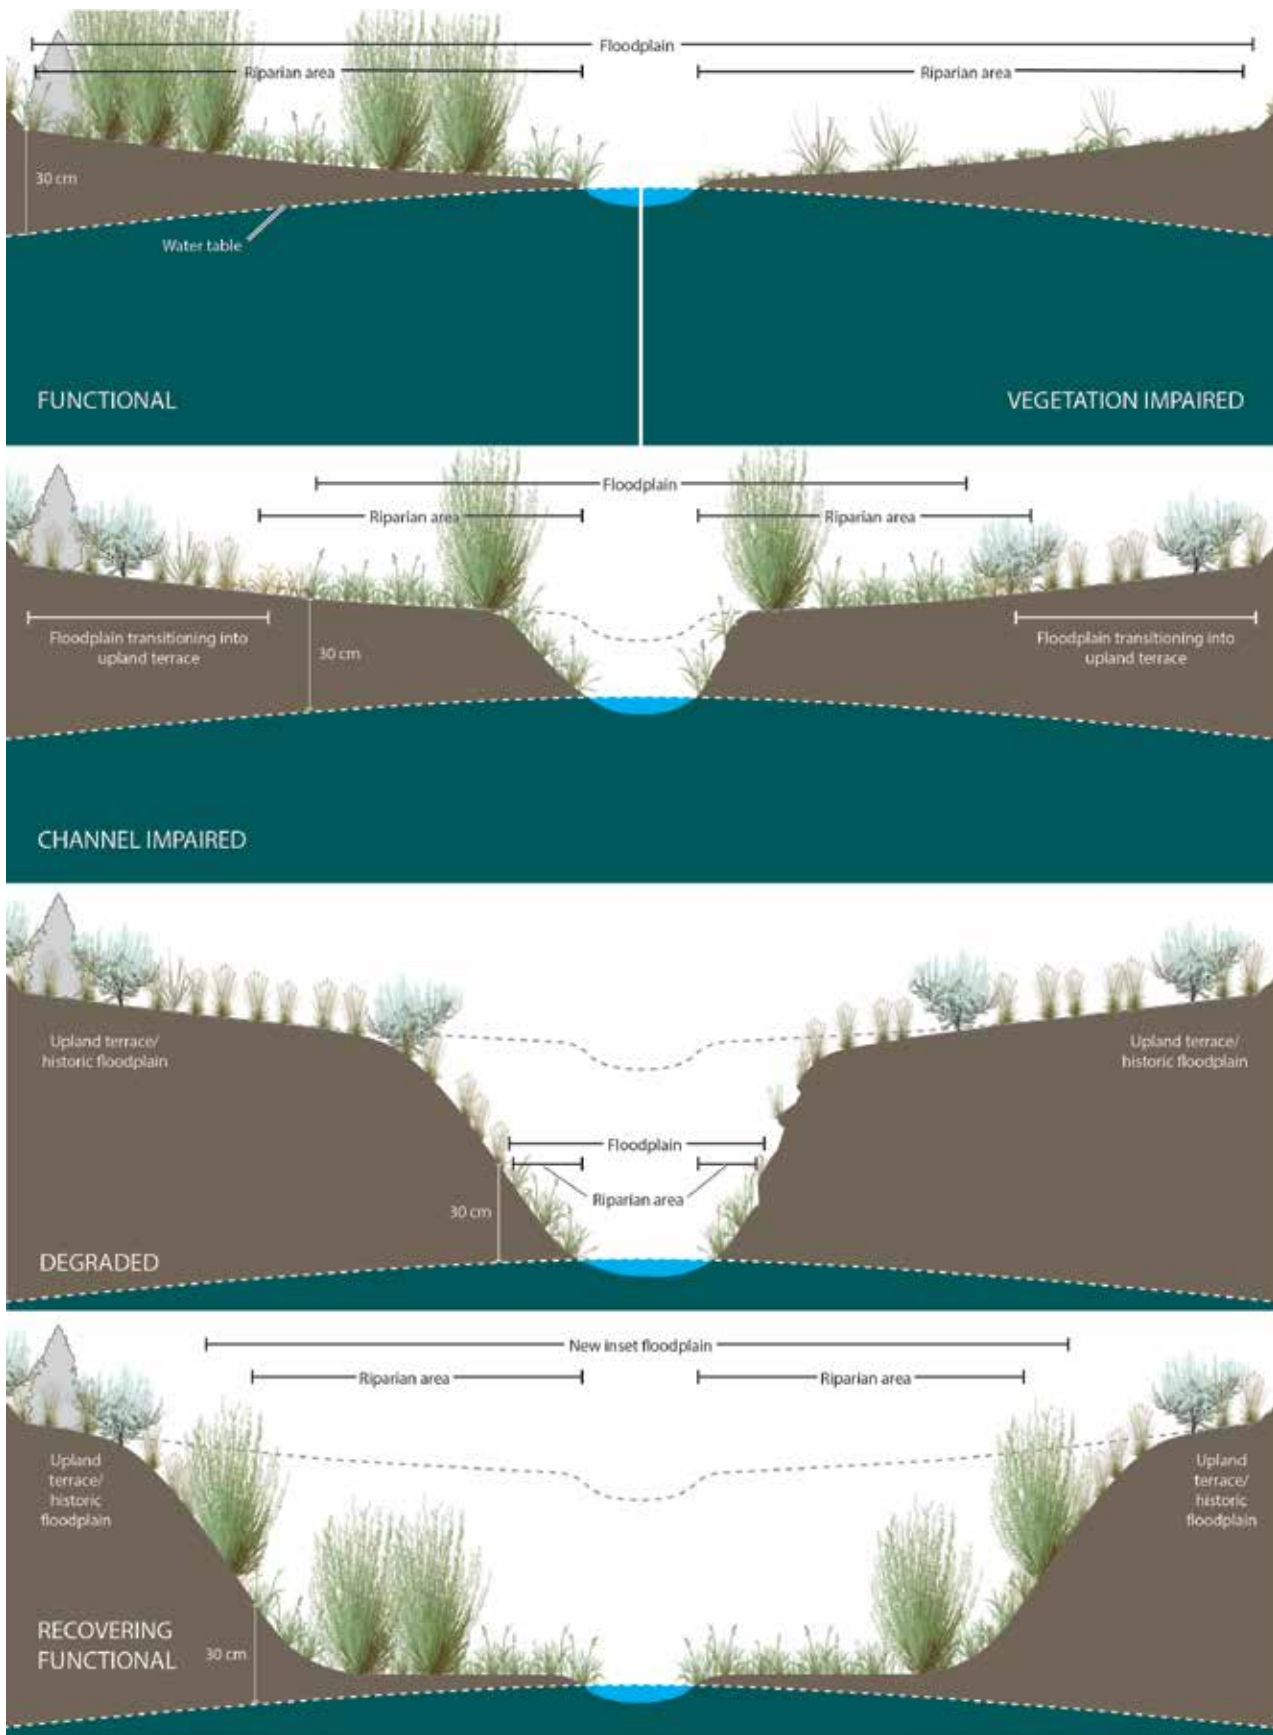 Floodplain
Riparian area
Riparian area
30 cm
Water table
FUNCTIONAL
VEGETATION IMPAIRED
Floodplain
Riparian area
Riparian area
Floodplain transitioning into
upland terrace
30 cm
Floodplain transitioning into
upland terrace
CHANNEL IMPAIRED
Upland terrace/
historic floodplain
Upland terrace/
historic floodplain
Floodplain
Riparian area
30 cm
DEGRADED
New inset floodplain
Riparian area
Riparian area
Upland
terrace/
historic
floodplain
Upland
terrace/
historic
floodplain
RECOVERING
FUNCTIONAL
30 cm